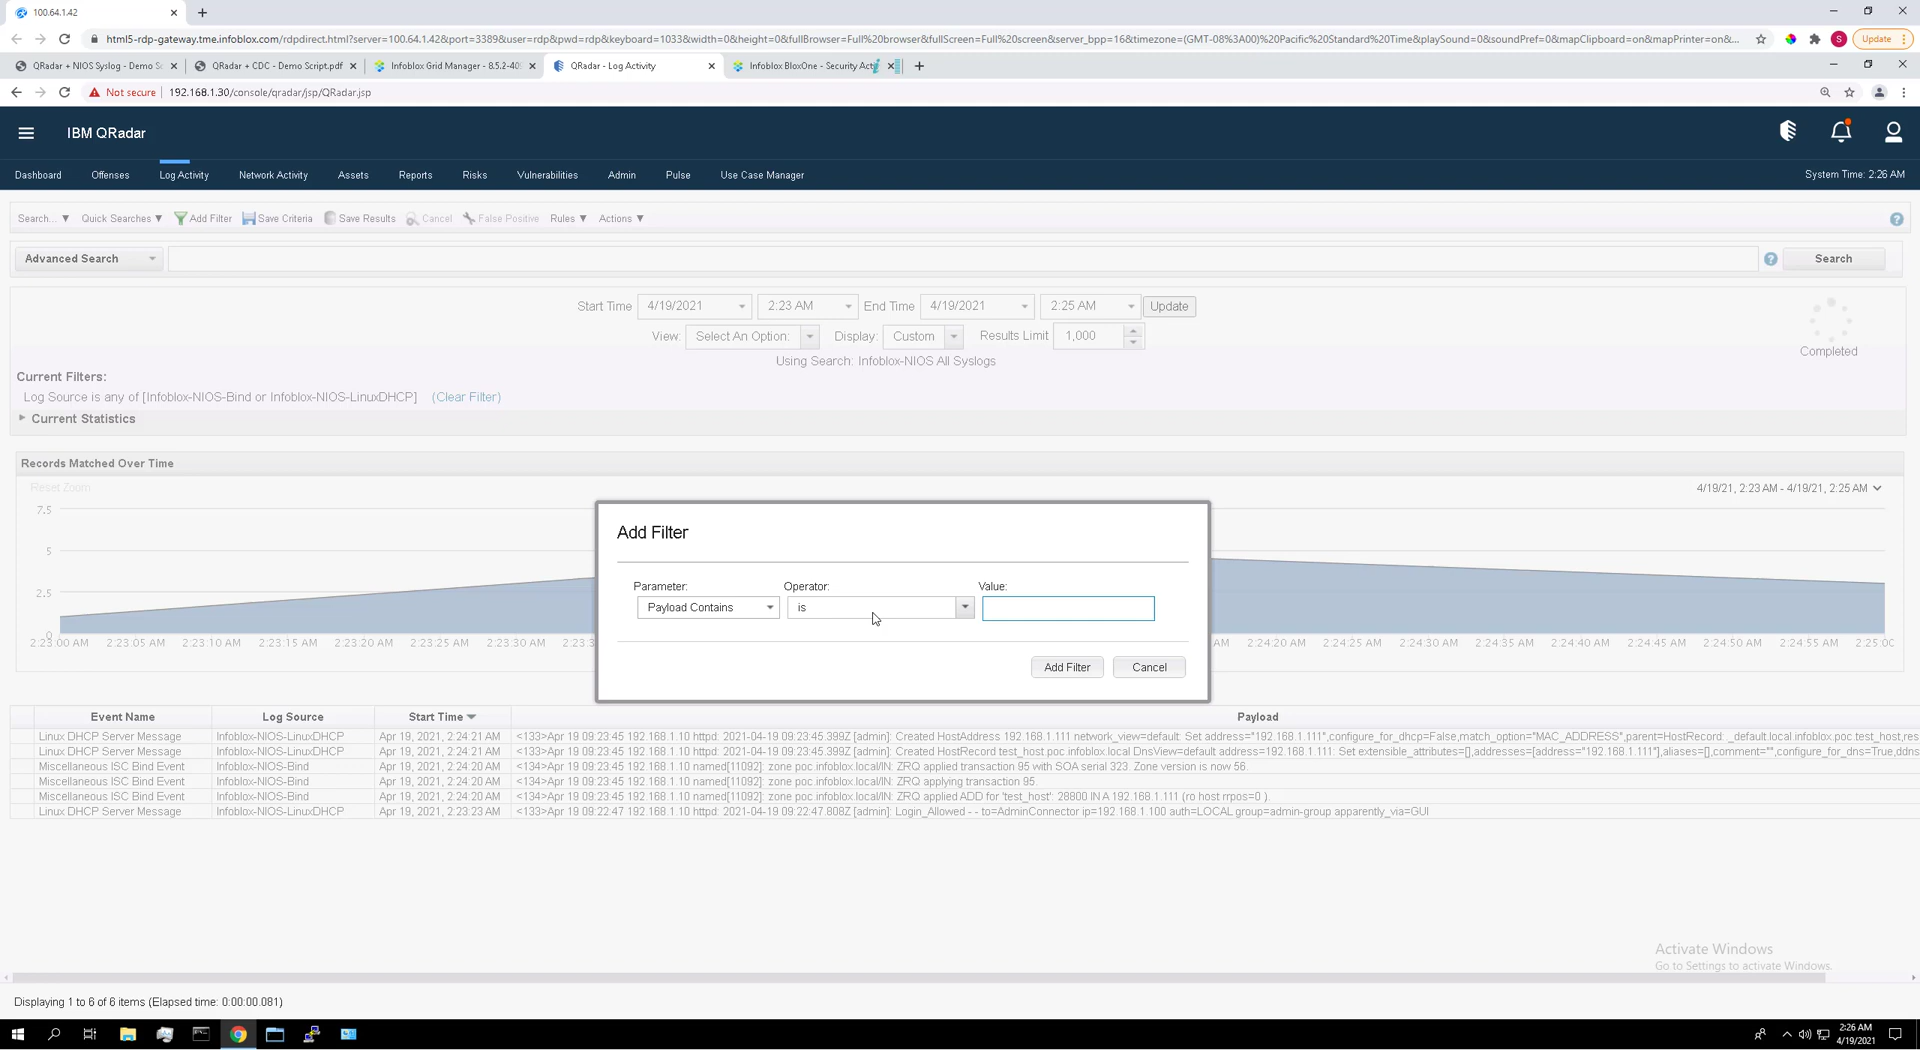 100.64.1.42
html5-rdp-gateway.tme.infoblox.com/rdpdirect.html?server=100.64.1.42&port=3389&user=rdp&pwd=rdp&keyboard=1033&width=0&height=0&fullBrowser=Full%20browser&fullScreen=Full%20screen&server_bpp=16&timezone=(GMT-08%3A00)%20Pacific%20Standard%20Time&playSound=0&soundPref=0&mapClipboard=on&mapPrinter=on&...
S
Update
QRadar + NIOS Syslog - Demo Sc
QRadar + CDC - Demo Script.pdf
Infoblox Grid Manager - 8.5.2-40
QRadar - Log Activity
Infoblox BloxOne - Security Acti
Not secure 192.168.1.30/console/qradar/jsp/QRadar.jsp
IBM QRadar
Dashboard Offenses Log Activity Network Activity Assets Reports Risks Vulnerabilities Admin Pulse Use Case Manager System Time: 2:26 AM
Search... Quick Searches Add Filter Save Criteria Save Results Cancel False Positive Rules Actions
Advanced Search Search
Start Time 4/19/2021 2:23 AM End Time 4/19/2021 2:25 AM Update
View: Select An Option: Display: Custom Results Limit 1,000
Using Search: Infoblox-NIOS All Syslogs
Completed
Current Filters:
Log Source is any of [Infoblox-NIOS-Bind or Infoblox-NIOS-LinuxDHCP] (Clear Filter)
Current Statistics
Records Matched Over Time
Reset Zoom
4/19/21, 2:23 AM - 4/19/21, 2:25 AM
7.5
5
2.5
0
2:23:00 AM 2:23:05 AM 2:23:10 AM 2:23:15 AM 2:23:20 AM 2:23:25 AM 2:23:3 AM 2:24:20 AM 2:24:25 AM 2:24:30 AM 2:24:35 AM 2:24:40 AM 2:24:45 AM 2:24:50 AM 2:24:55 AM 2:25:00
Add Filter
Parameter: Operator: Value:
Payload Contains is
Add Filter Cancel
Event Name Log Source Start Time Payload
Linux DHCP Server Message Infoblox-NIOS-LinuxDHCP Apr 19, 2021, 2:24:21 AM <133>Apr 19 09:23:45 192.168.1.10 httpd: 2021-04-19 09:23:45.399Z [admin]: Created HostAddress 192.168.1.111 network_view=default: Set address="192.168.1.111",configure_for_dhcp=False,match_option="MAC_ADDRESS",parent=HostRecord:_default.local.infoblox.poc.test_host,res
Linux DHCP Server Message Infoblox-NIOS-LinuxDHCP Apr 19, 2021, 2:24:21 AM <133>Apr 19 09:23:45 192.168.1.10 httpd: 2021-04-19 09:23:45.399Z [admin]: Created HostRecord test_host.poc.infoblox.local DnsView=default address=192.168.1.111: Set extensible_attributes=[],addresses=[address="192.168.1.111"],aliases=[],comment="",configure_for_dns=True,ddns
Miscellaneous ISC Bind Event Infoblox-NIOS-Bind Apr 19, 2021, 2:24:20 AM <134>Apr 19 09:23:45 192.168.1.10 named[11092]: zone poc.infoblox.local/IN: ZRQ applied transaction 95 with SOA serial 323. Zone version is now 56.
Miscellaneous ISC Bind Event Infoblox-NIOS-Bind Apr 19, 2021, 2:24:20 AM <134>Apr 19 09:23:45 192.168.1.10 named[11092]: zone poc.infoblox.local/IN: ZRQ applying transaction 95.
Miscellaneous ISC Bind Event Infoblox-NIOS-Bind Apr 19, 2021, 2:24:20 AM <134>Apr 19 09:23:45 192.168.1.10 named[11092]: zone poc.infoblox.local/IN: ZRQ applied ADD for 'test_host': 28800 IN A 192.168.1.111 (ro host rrpos=0 ).
Linux DHCP Server Message Infoblox-NIOS-LinuxDHCP Apr 19, 2021, 2:23:23 AM <133>Apr 19 09:22:47 192.168.1.10 httpd: 2021-04-19 09:22:47.808Z [admin]: Login_Allowed - - to=AdminConnector ip=192.168.1.100 auth=LOCAL group=admin-group apparently_via=GUI
Activate Windows
Go to Settings to activate Windows.
Displaying 1 to 6 of 6 items (Elapsed time: 0:00:00.081)
2:26 AM
4/19/2021